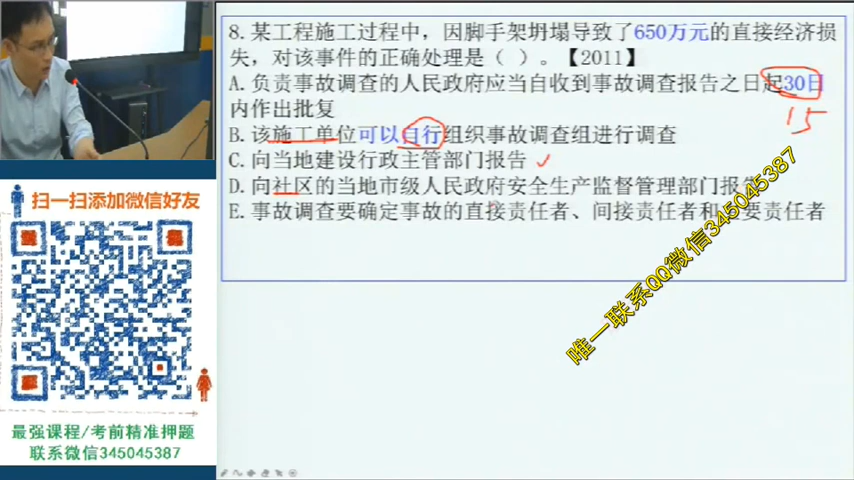 8.某工程施工过程中，因脚手架坍塌导致了650万元的直接经济损
失，对该事件的正确处理是（ ）。【2011】
A.负责事故调查的人民政府应当自收到事故调查报告之日起30日
内作出批复
15
B.该施工单位可以自行组织事故调查组进行调查
C.向当地建设行政主管部门报告
D.向社区的当地市级人民政府安全生产监督管理部门报告
E.事故调查要确定事故的直接责任者、间接责任者和主要责任者
唯一联系QQ微信345045387
扫一扫添加微信好友
最强课程/考前精准押题
联系微信345045387